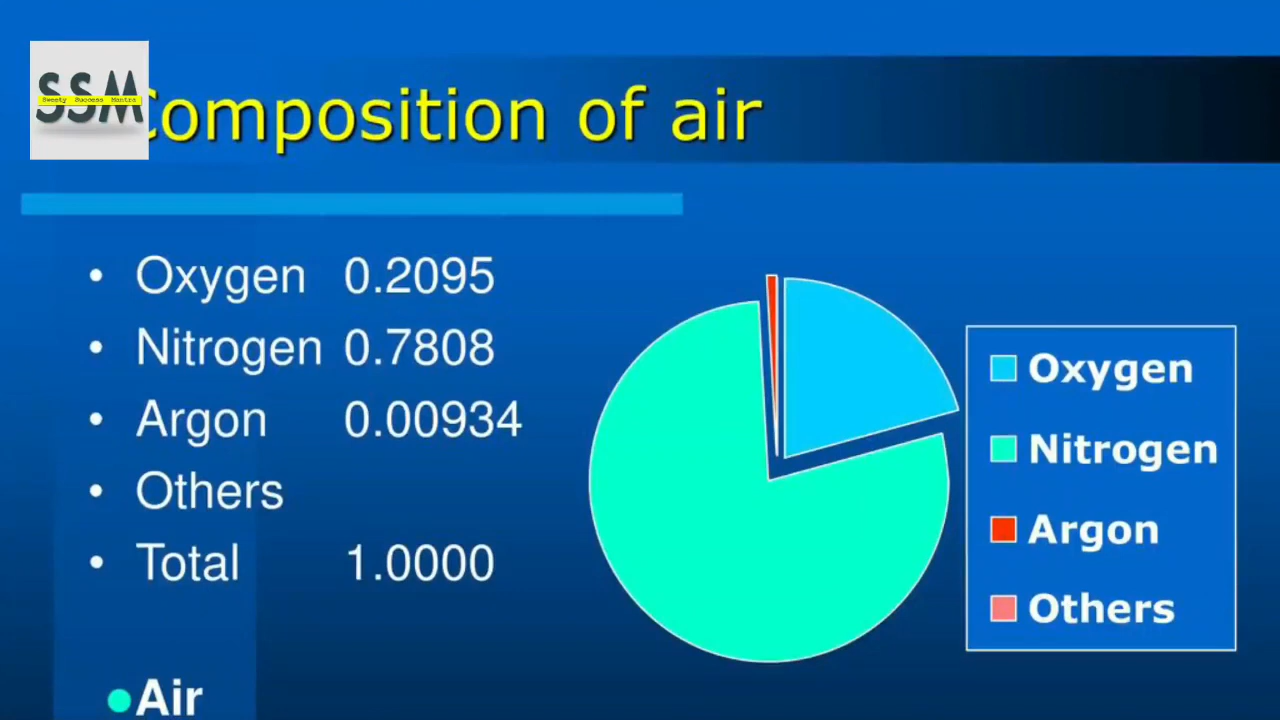 SSM
Sweety Success Mantra
Composition of air
• Oxygen 0.2095
• Nitrogen 0.7808
• Argon 0.00934
• Others
• Total 1.0000
Air
Oxygen
Nitrogen
Argon
Others